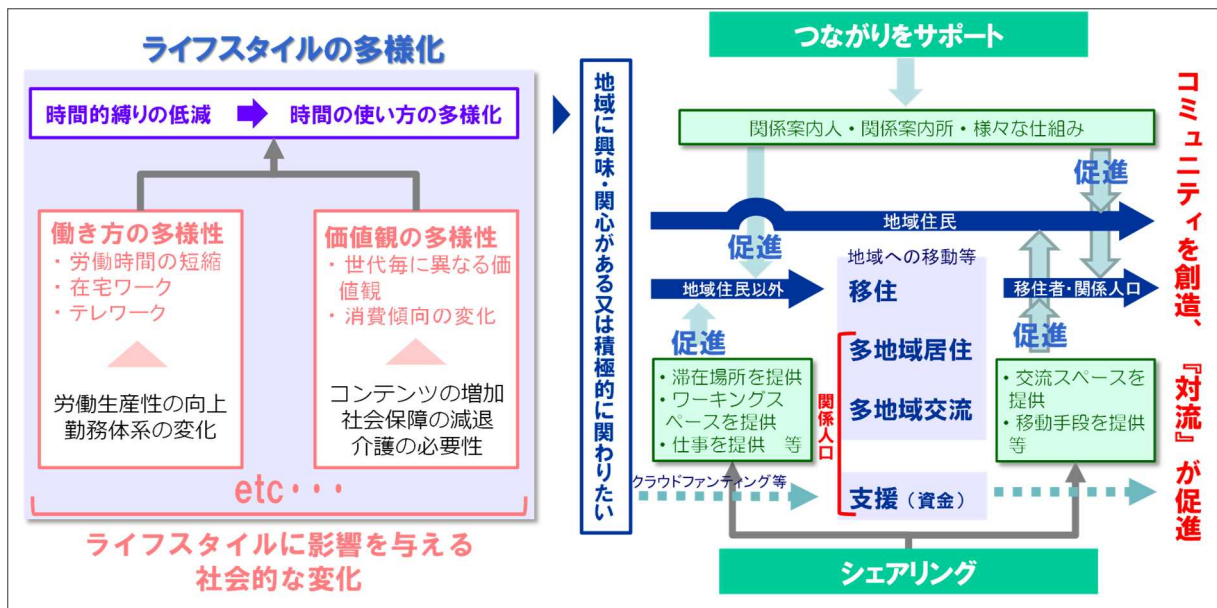 ライフスタイルの多様化
時間的縛りの低減
時間の使い方の多様化
働き方の多様性
・労働時間の短縮
・在宅ワーク
・テレワーク
労働生産性の向上
勤務体系の変化
価値観の多様性
・世代毎に異なる価
値観
・消費傾向の変化
コンテンツの増加
社会保障の減退
介護の必要性
etc・・・
ライフスタイルに影響を与える
社会的な変化
地域に興味・関心がある又は積極的に関わりたい
つながりをサポート
関係案内人・関係案内所・様々な仕組み
促進
促進
地域住民
地域住民以外
地域への移動等
移住
多地域居住
多地域交流
支援（資金）
関係人口
移住者・関係人口
促進
・滞在場所を提供
・ワーキングス
ペースを提供
・仕事を提供　等
クラウドファンティング等
促進
・交流スペースを
提供
・移動手段を提供
等
シェアリング
コミュニティを創造、
『対流』が促進